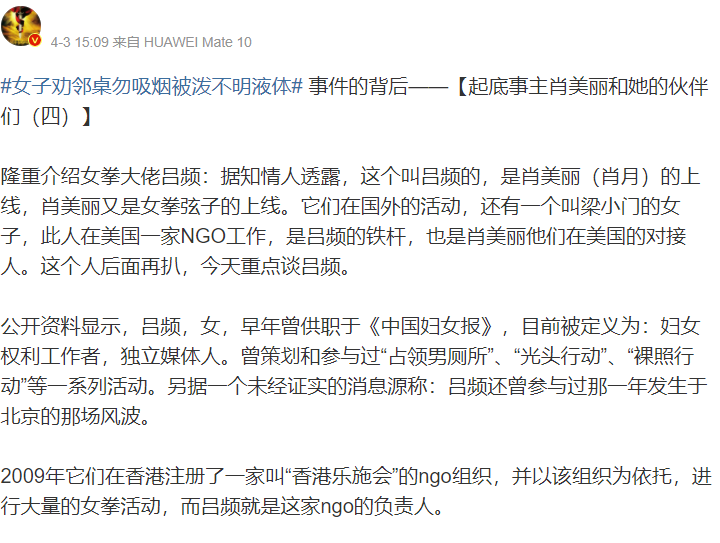 4-3 15:09 来自 HUAWEI Mate 10
#女子劝邻桌勿吸烟被泼不明液体# 事件的背后——【起底事主肖美丽和她的伙伴
们（四）】
隆重介绍女拳大佬吕频：据知情人透露，这个叫吕频的，是肖美丽（肖月）的上
线，肖美丽又是女拳弦子的上线。它们在国外的活动，还有一个叫梁小门的女
子，此人在美国一家NGO工作，是吕频的铁杆，也是肖美丽他们在美国的对接
人。这个人后面再扒，今天重点谈吕频。
公开资料显示，吕频，女，早年曾供职于《中国妇女报》，目前被定义为：妇女
权利工作者，独立媒体人。曾策划和参与过“占领男厕所”、“光头行动”、“裸照行
动”等一系列活动。另据一个未经证实的消息源称：吕频还曾参与过那一年发生于
北京的那场风波。
2009年它们在香港注册了一家叫“香港乐施会”的ngo组织，并以该组织为依托，进
行大量的女拳活动，而吕频就是这家ngo的负责人。